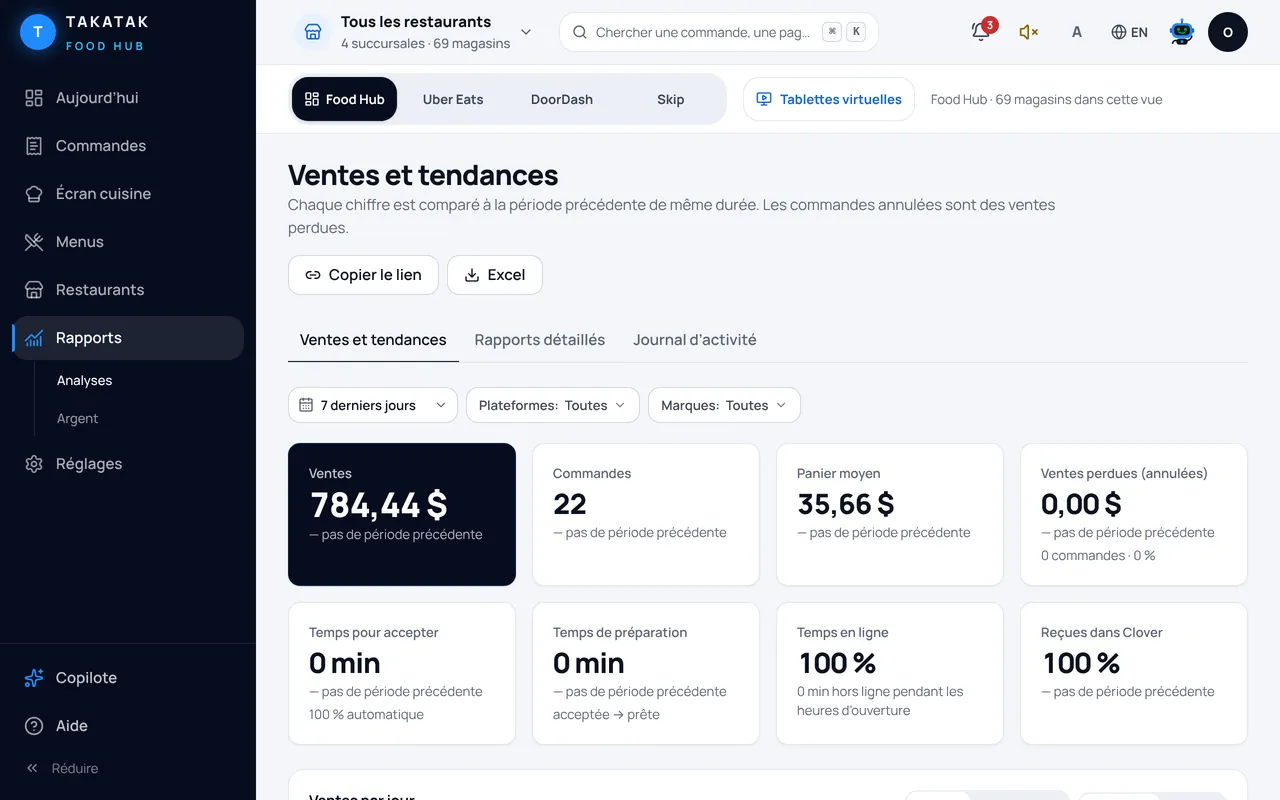 T
TAKATAK
FOOD HUB
Aujourd'hui
Commandes
Écran cuisine
Menus
Restaurants
Rapports
Analyses
Argent
Réglages
Copilote
Aide
Réduire
Tous les restaurants
4 succursales · 69 magasins
Chercher une commande, une pag…
⌘ K
3
A
EN
O
Food Hub
Uber Eats
DoorDash
Skip
Tablettes virtuelles
Food Hub · 69 magasins dans cette vue
Ventes et tendances
Chaque chiffre est comparé à la période précédente de même durée. Les commandes annulées sont des ventes
perdues.
Copier le lien
Excel
Ventes et tendances
Rapports détaillés
Journal d'activité
7 derniers jours
Plateformes: Toutes
Marques: Toutes
Ventes
784,44 $
— pas de période précédente
Commandes
22
— pas de période précédente
Panier moyen
35,66 $
— pas de période précédente
Ventes perdues (annulées)
0,00 $
— pas de période précédente
0 commandes · 0 %
Temps pour accepter
0 min
— pas de période précédente
100 % automatique
Temps de préparation
0 min
— pas de période précédente
acceptée → prête
Temps en ligne
100 %
0 min hors ligne pendant les
heures d'ouverture
Reçues dans Clover
100 %
— pas de période précédente
Ventes par jour